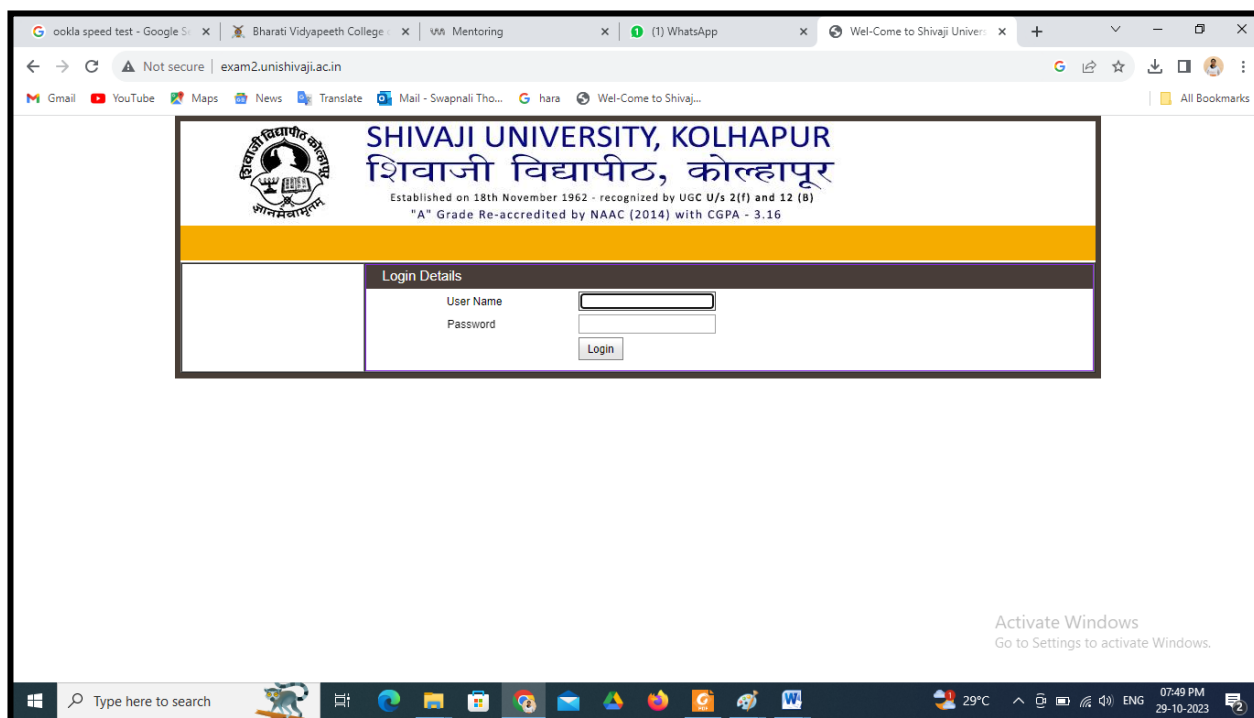 ookla speed test - Google Se
Bharati Vidyapeeth College
Mentoring
(1) WhatsApp
Wel-Come to Shivaji Univers
Not secure
exam2.unishivaji.ac.in
Gmail
YouTube
Maps
News
Translate
Mail - Swapnali Tho...
hara
Wel-Come to Shivaj...
All Bookmarks
शिवाजी विद्यापीठ कोल्हापूर
ज्ञानमेवामृतम्
SHIVAJI UNIVERSITY, KOLHAPUR
शिवाजी विद्यापीठ, कोल्हापूर
Established on 18th November 1962 - recognized by UGC U/s 2(f) and 12 (B)
"A" Grade Re-accredited by NAAC (2014) with CGPA - 3.16
Login Details
User Name
Password
Login
Activate Windows
Go to Settings to activate Windows.
Type here to search
29°C
ENG
07:49 PM
29-10-2023
2